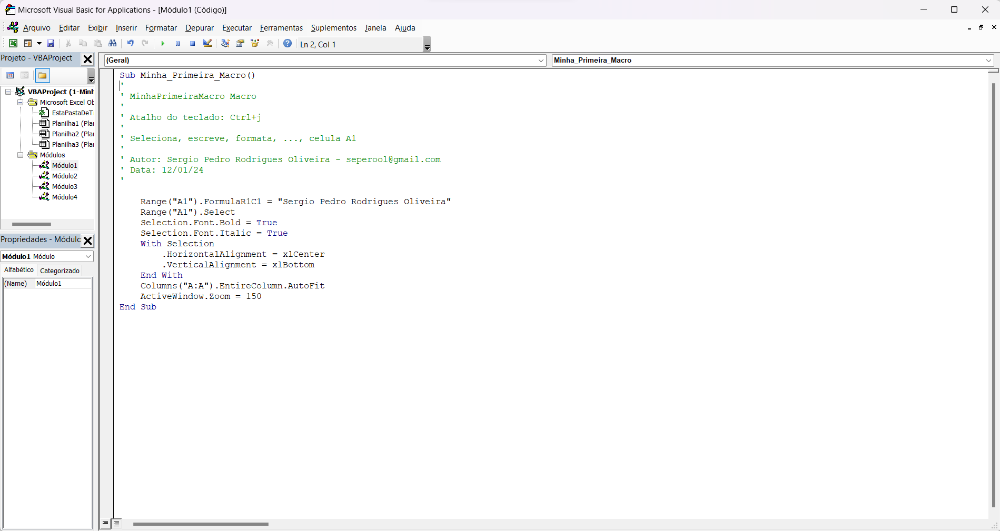 Microsoft Visual Basic for Applications - [Módulo1 (Código)]
Arquivo Editar Exibir Inserir Formatar Depurar Executar Ferramentas Suplementos Janela Ajuda
Ln 2, Col 1
Projeto - VBAProject
VBAProject (1-Minh
Microsoft Excel Ob
EstaPastaDeT
Planilha1 (Plan
Planilha2 (Plan
Planilha3 (Plan
Módulos
Módulo1
Módulo2
Módulo3
Módulo4
Propriedades - Módulo
Módulo1 Módulo
Alfabético Categorizado
(Name) Módulo1
(Geral) Minha_Primeira_Macro
Sub Minha_Primeira_Macro()
'
' MinhaPrimeiraMacro Macro
'
' Atalho do teclado: Ctrl+j
'
' Seleciona, escreve, formata, ..., celula A1
'
' Autor: Sergio Pedro Rodrigues Oliveira - seperool@gmail.com
' Data: 12/01/24
'
Range("A1").FormulaR1C1 = "Sergio Pedro Rodrigues Oliveira"
Range("A1").Select
Selection.Font.Bold = True
Selection.Font.Italic = True
With Selection
.HorizontalAlignment = xlCenter
.VerticalAlignment = xlBottom
End With
Columns("A:A").EntireColumn.AutoFit
ActiveWindow.Zoom = 150
End Sub